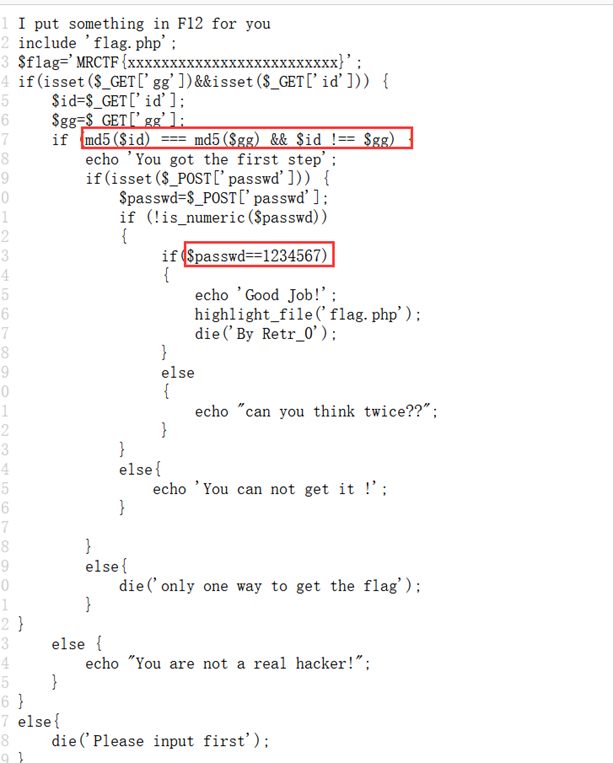 1 I put something in F12 for you
2 include 'flag.php';
3 $flag='MRCTF{xxxxxxxxxxxxxxxxxxxxxxxxx}';
4 if(isset($_GET['gg'])&&isset($_GET['id'])) {
5     $id=$_GET['id'];
6     $gg=$_GET['gg'];
7     if (md5($id) === md5($gg) && $id !== $gg) {
8         echo 'You got the first step';
9         if(isset($_POST['passwd'])) {
0             $passwd=$_POST['passwd'];
1             if (!is_numeric($passwd))
2             {
3                  if($passwd==1234567)
4                  {
5                      echo 'Good Job!';
6                      highlight_file('flag.php');
7                      die('By Retr_0');
8                  }
9                  else
0                  {
1                      echo "can you think twice??";
2                  }
3             }
4             else{
5                 echo 'You can not get it !';
6             }
7
8         }
9         else{
0             die('only one way to get the flag');
1         }
2 }
3     else {
4         echo "You are not a real hacker!";
5     }
6 }
7 else{
8     die('Please input first');
9 }